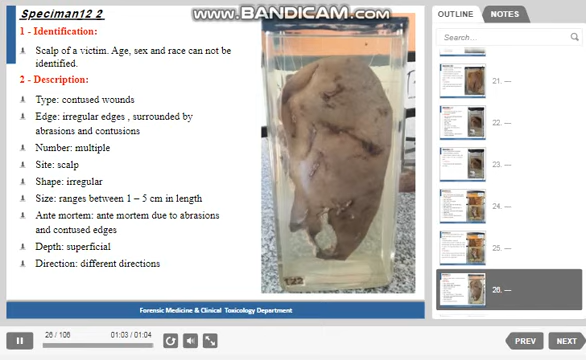 Speciman12 2
www.BANDICAM.com
1 - Identification:
Scalp of a victim. Age, sex and race can not be
identified.
2 - Description:
Type: contused wounds
Edge: irregular edges , surrounded by
abrasions and contusions
Number: multiple
Site: scalp
Shape: irregular
Size: ranges between 1 – 5 cm in length
Ante mortem: ante mortem due to abrasions
and contused edges
Depth: superficial
Direction: different directions
122
Forensic Medicine & Clinical Toxicology Department
OUTLINE
NOTES
Search...
21. —
22. —
23. —
24. —
25. —
26. —
26 / 106
01:03 / 01:04
PREV
NEXT